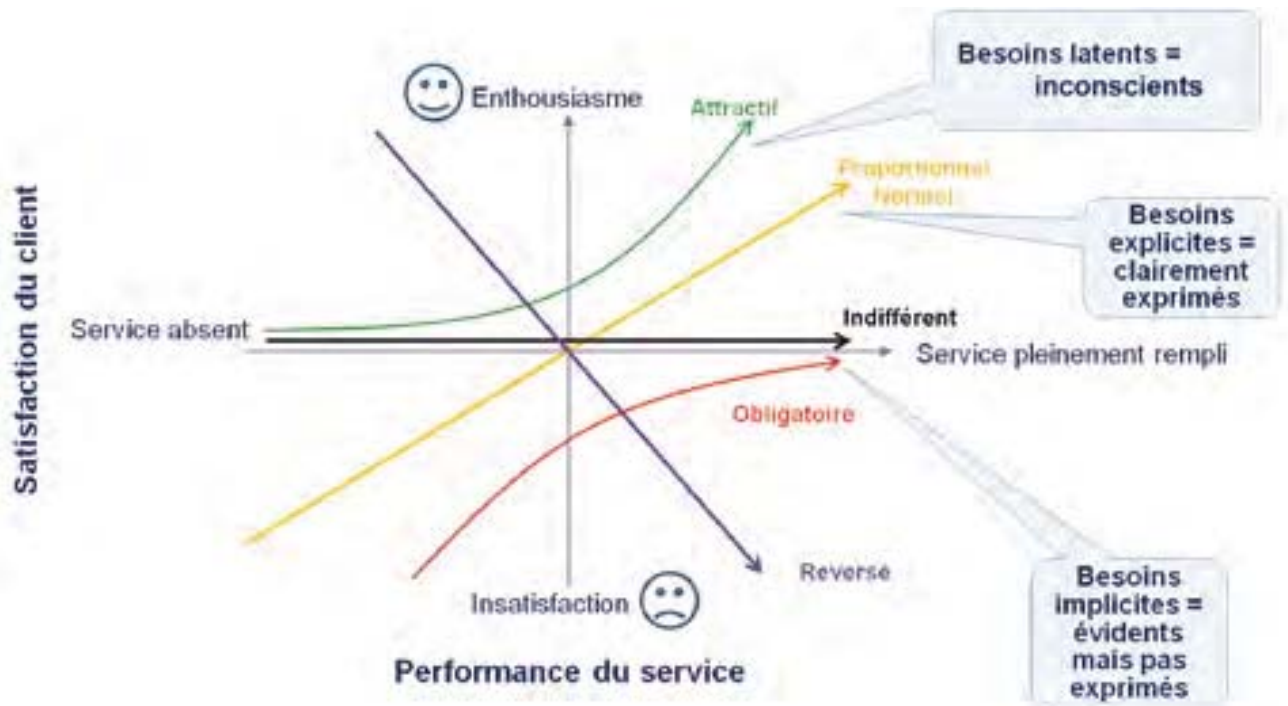 Besoins latents =
inconscients
Enthousiasme
Attractif
Proportionnel
Normal
Besoins
explicites =
clairement
exprimés
Satisfaction du client
Service absent
Indifférent
Service pleinement rempli
Obligatoire
Reverse
Insatisfaction
Besoins
implicites =
évidents
mais pas
exprimés
Performance du service